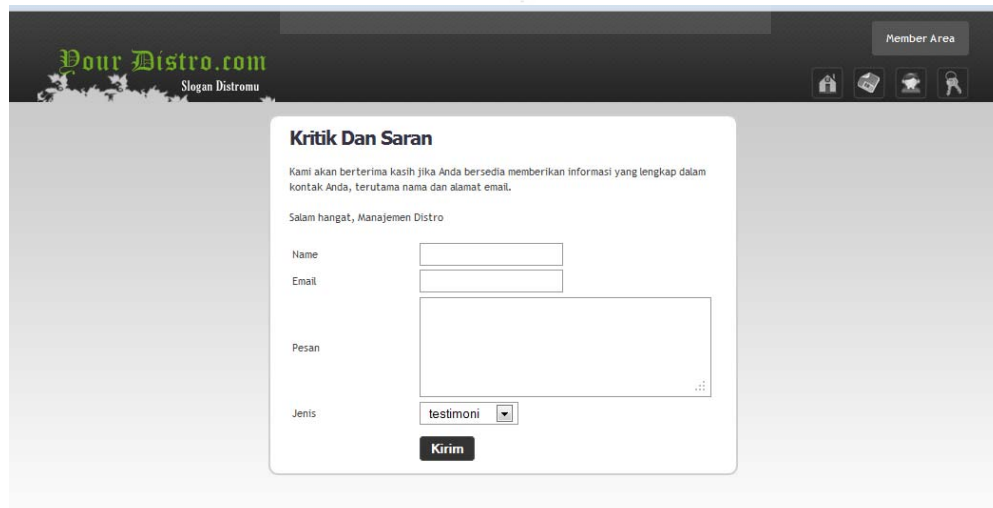 Member Area
Your Distro.com
Slogan Distromu
Kritik Dan Saran
Kami akan berterima kasih jika Anda bersedia memberikan informasi yang lengkap dalam
kontak Anda, terutama nama dan alamat email.
Salam hangat, Manajemen Distro
Name
Email
Pesan
Jenis testimoni
Kirim